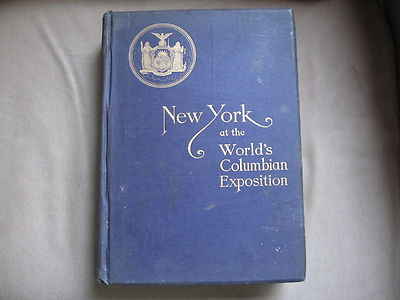 New York
at the
World's
Columbian
Exposition